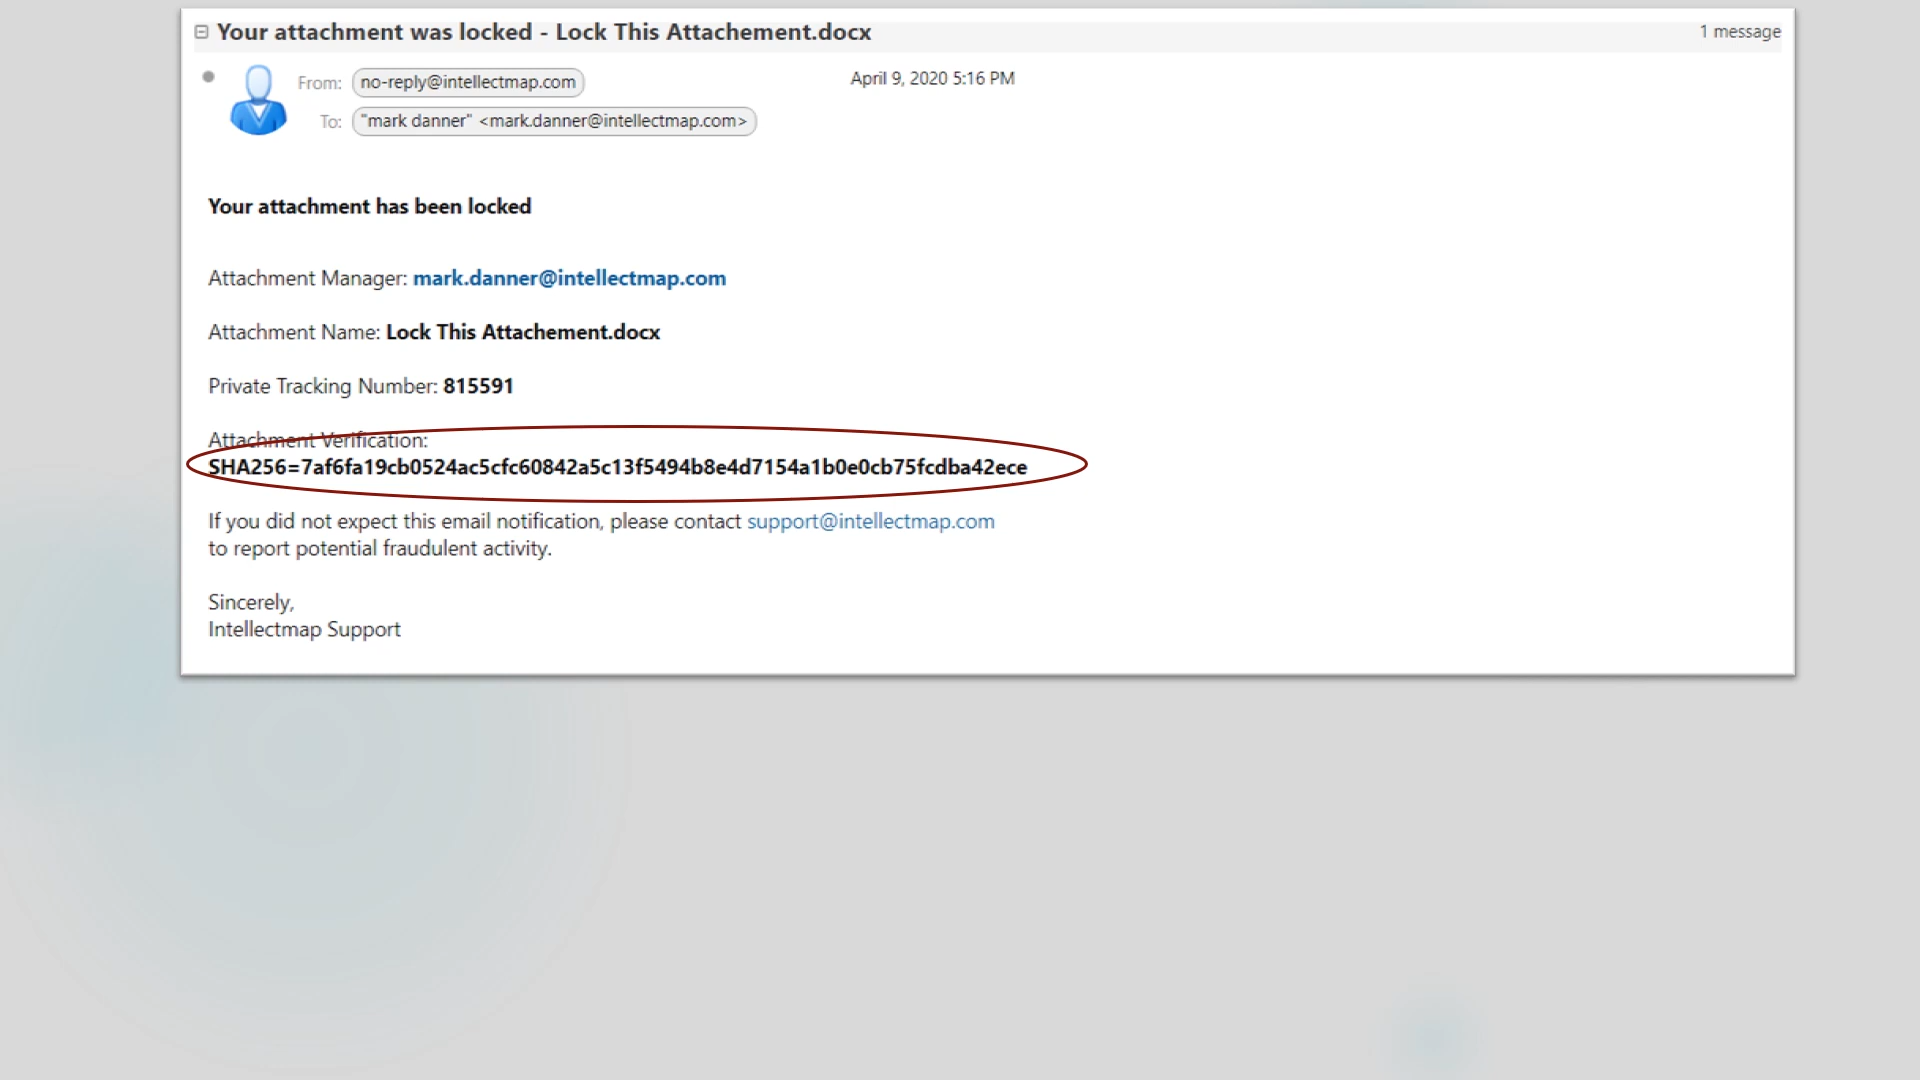 Your attachment was locked - Lock This Attachement.docx
1 message
From: no-reply@intellectmap.com
April 9, 2020 5:16 PM
To: "mark danner" <mark.danner@intellectmap.com>
Your attachment has been locked
Attachment Manager: mark.danner@intellectmap.com
Attachment Name: Lock This Attachement.docx
Private Tracking Number: 815591
Attachment Verification:
SHA256=7af6fa19cb0524ac5cfc60842a5c13f5494b8e4d7154a1b0e0cb75fcdba42ece
If you did not expect this email notification, please contact support@intellectmap.com
to report potential fraudulent activity.
Sincerely,
Intellectmap Support